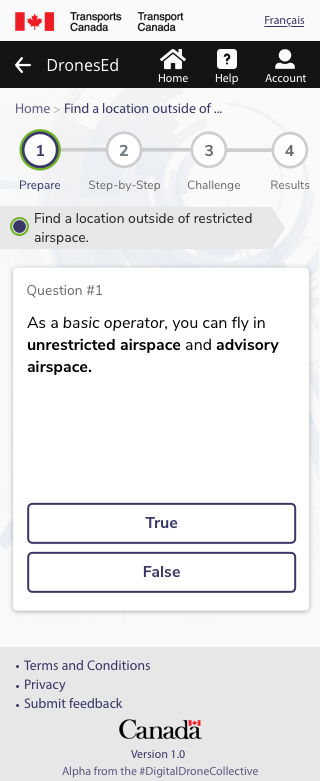 Transports Canada
Transport Canada
Français
DronesEd
Home
?
Help
Account
Home > Find a location outside of ...
1
2
3
4
Prepare
Step-by-Step
Challenge
Results
Find a location outside of restricted
airspace.
Question #1
As a basic operator, you can fly in
unrestricted airspace and advisory
airspace.
True
False
• Terms and Conditions
• Privacy
• Submit feedback
Canada
Version 1.0
Alpha from the #DigitalDroneCollective